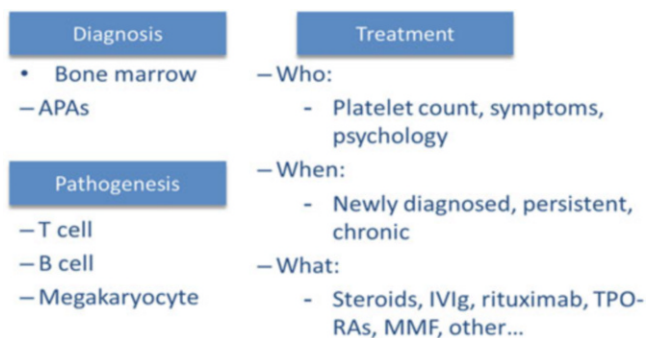 Diagnosis
• Bone marrow
– APAs
Pathogenesis
– T cell
– B cell
– Megakaryocyte
Treatment
– Who:
- Platelet count, symptoms,
psychology
– When:
- Newly diagnosed, persistent,
chronic
– What:
- Steroids, IVIg, rituximab, TPO-
RAs, MMF, other...